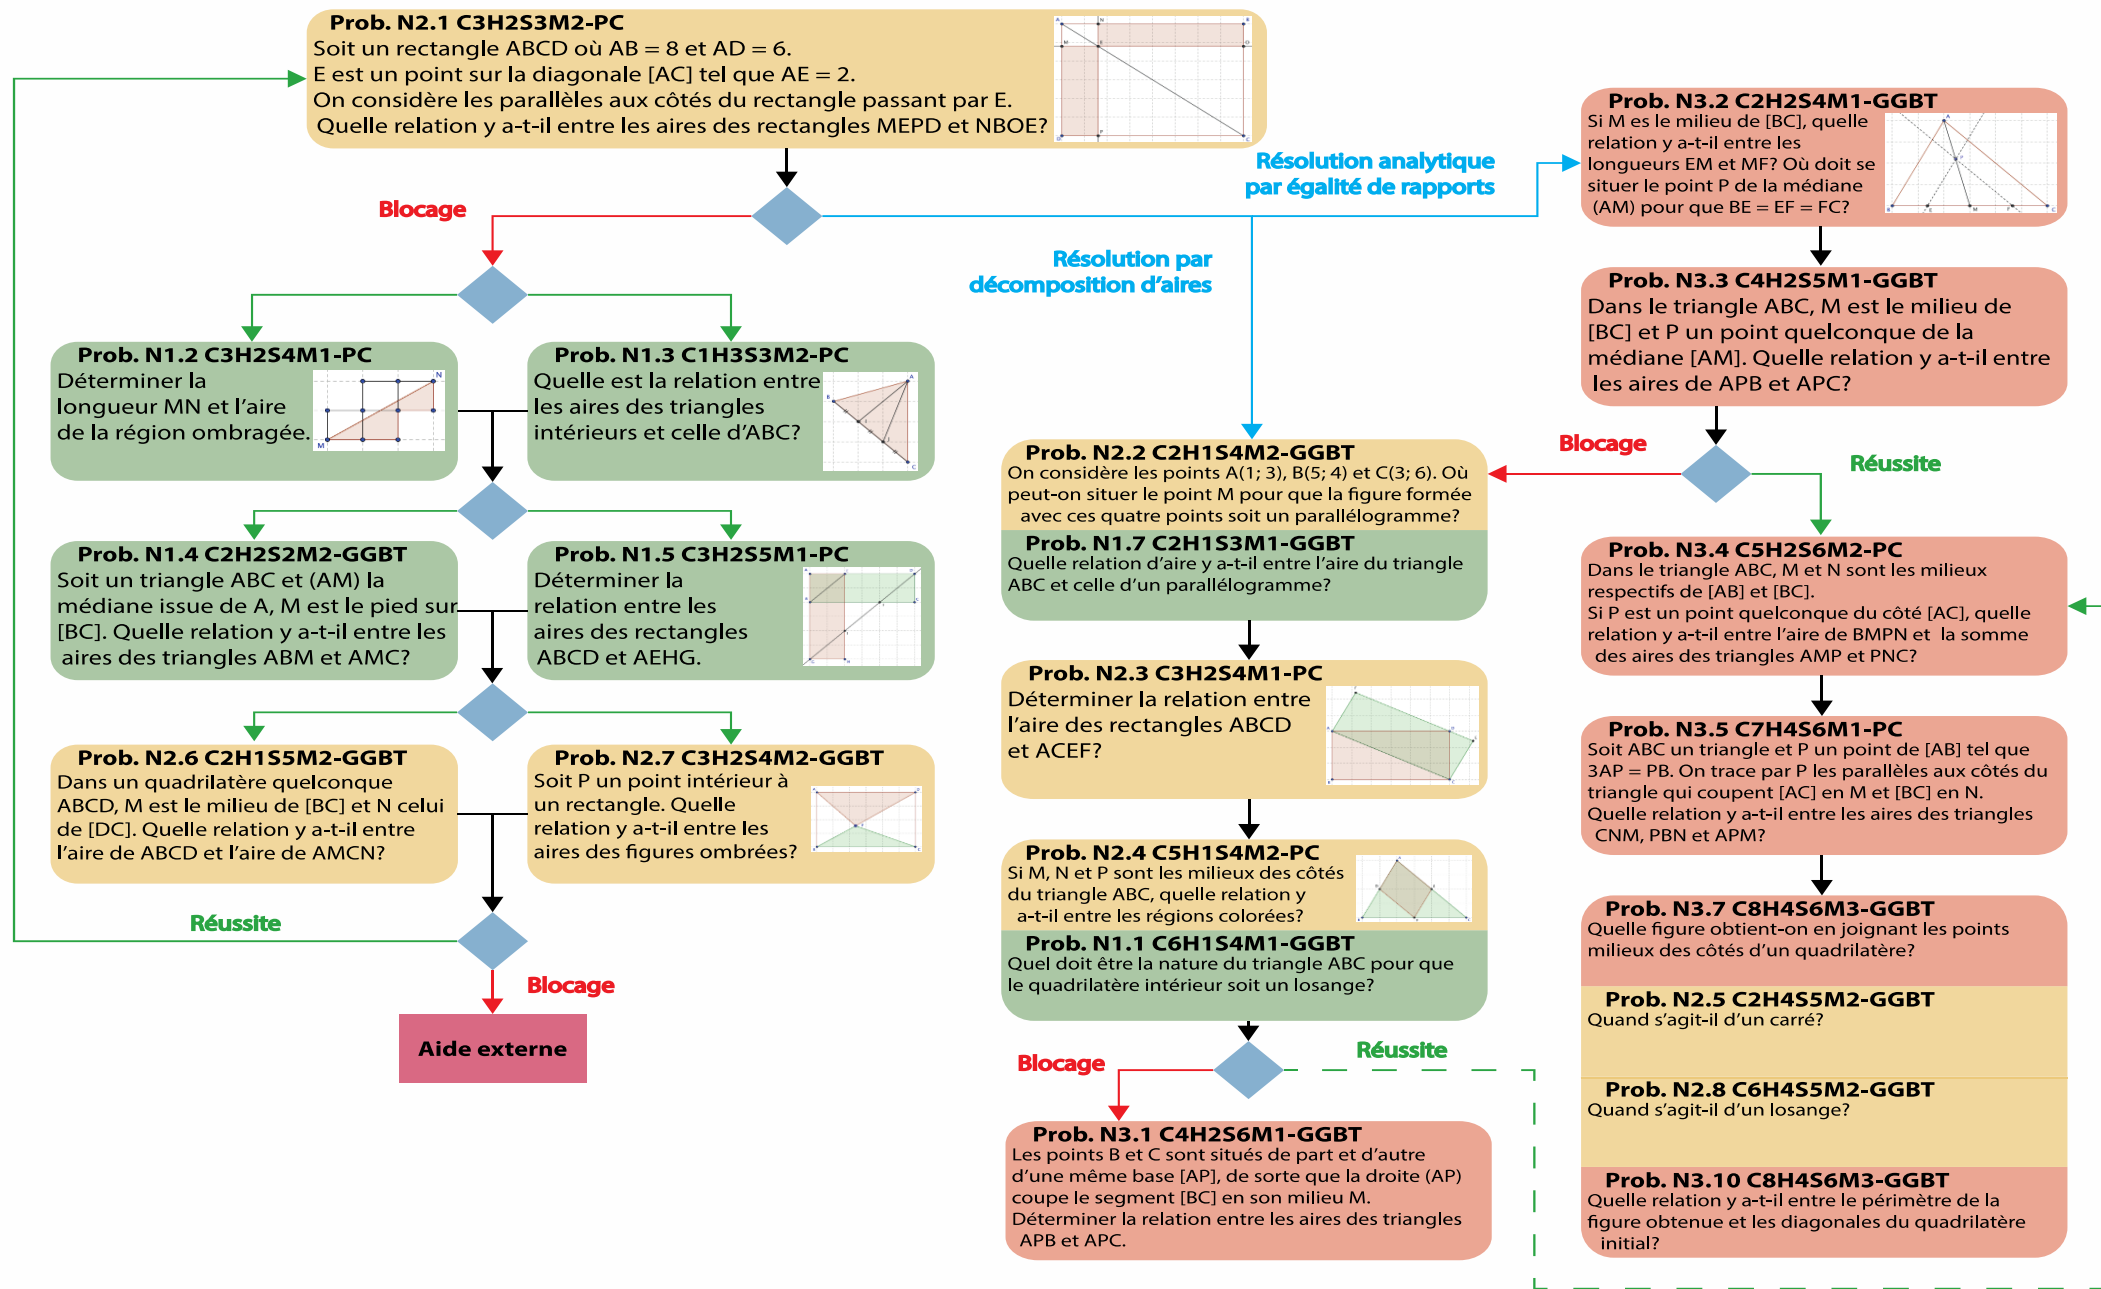 Prob. N2.1 C3H2S3M2-PC
Soit un rectangle ABCD où AB = 8 et AD = 6.
E est un point sur la diagonale [AC] tel que AE = 2.
On considère les parallèles aux côtés du rectangle passant par E.
Quelle relation y a-t-il entre les aires des rectangles MEPD et NBOE?
Blocage
Résolution analytique
par égalité de rapports
Résolution par
décomposition d'aires
Prob. N1.2 C3H2S4M1-PC
Déterminer la
longueur MN et l'aire
de la région ombragée.
N
M
Prob. N1.3 C1H3S3M2-PC
Quelle est la relation entre
les aires des triangles
intérieurs et celle d'ABC?
Prob. N1.4 C2H2S2M2-GGBT
Soit un triangle ABC et (AM) la
médiane issue de A, M est le pied sur
[BC]. Quelle relation y a-t-il entre les
aires des triangles ABM et AMC?
Prob. N1.5 C3H2S5M1-PC
Déterminer la
relation entre les
aires des rectangles
ABCD et AEHG.
Prob. N2.6 C2H1S5M2-GGBT
Dans un quadrilatère quelconque
ABCD, M est le milieu de [BC] et N celui
de [DC]. Quelle relation y a-t-il entre
l'aire de ABCD et l'aire de AMCN?
Prob. N2.7 C3H2S4M2-GGBT
Soit P un point intérieur à
un rectangle. Quelle
relation y a-t-il entre les
aires des figures ombrées?
Réussite
Blocage
Aide externe
Prob. N2.2 C2H1S4M2-GGBT
On considère les points A(1; 3), B(5; 4) et C(3; 6). Où
peut-on situer le point M pour que la figure formée
avec ces quatre points soit un parallélogramme?
Prob. N1.7 C2H1S3M1-GGBT
Quelle relation d'aire y a-t-il entre l'aire du triangle
ABC et celle d'un parallélogramme?
Prob. N2.3 C3H2S4M1-PC
Déterminer la relation entre
l'aire des rectangles ABCD
et ACEF?
Prob. N2.4 C5H1S4M2-PC
Si M, N et P sont les milieux des côtés
du triangle ABC, quelle relation y
a-t-il entre les régions colorées?
Prob. N1.1 C6H1S4M1-GGBT
Quel doit être la nature du triangle ABC pour que
le quadrilatère intérieur soit un losange?
Blocage
Réussite
Prob. N3.1 C4H2S6M1-GGBT
Les points B et C sont situés de part et d'autre
d'une même base [AP], de sorte que la droite (AP)
coupe le segment [BC] en son milieu M.
Déterminer la relation entre les aires des triangles
APB et APC.
Prob. N3.2 C2H2S4M1-GGBT
Si M es le milieu de [BC], quelle
relation y a-t-il entre les
longueurs EM et MF? Où doit se
situer le point P de la médiane
(AM) pour que BE = EF = FC?
Prob. N3.3 C4H2S5M1-GGBT
Dans le triangle ABC, M est le milieu de
[BC] et P un point quelconque de la
médiane [AM]. Quelle relation y a-t-il entre
les aires de APB et APC?
Blocage
Réussite
Prob. N3.4 C5H2S6M2-PC
Dans le triangle ABC, M et N sont les milieux
respectifs de [AB] et [BC].
Si P est un point quelconque du côté [AC], quelle
relation y a-t-il entre l'aire de BMPN et la somme
des aires des triangles AMP et PNC?
Prob. N3.5 C7H4S6M1-PC
Soit ABC un triangle et P un point de [AB] tel que
3AP = PB. On trace par P les parallèles aux côtés du
triangle qui coupent [AC] en M et [BC] en N.
Quelle relation y a-t-il entre les aires des triangles
CNM, PBN et APM?
Prob. N3.7 C8H4S6M3-GGBT
Quelle figure obtient-on en joignant les points
milieux des côtés d'un quadrilatère?
Prob. N2.5 C2H4S5M2-GGBT
Quand s'agit-il d'un carré?
Prob. N2.8 C6H4S5M2-GGBT
Quand s'agit-il d'un losange?
Prob. N3.10 C8H4S6M3-GGBT
Quelle relation y a-t-il entre le périmètre de la
figure obtenue et les diagonales du quadrilatère
initial?